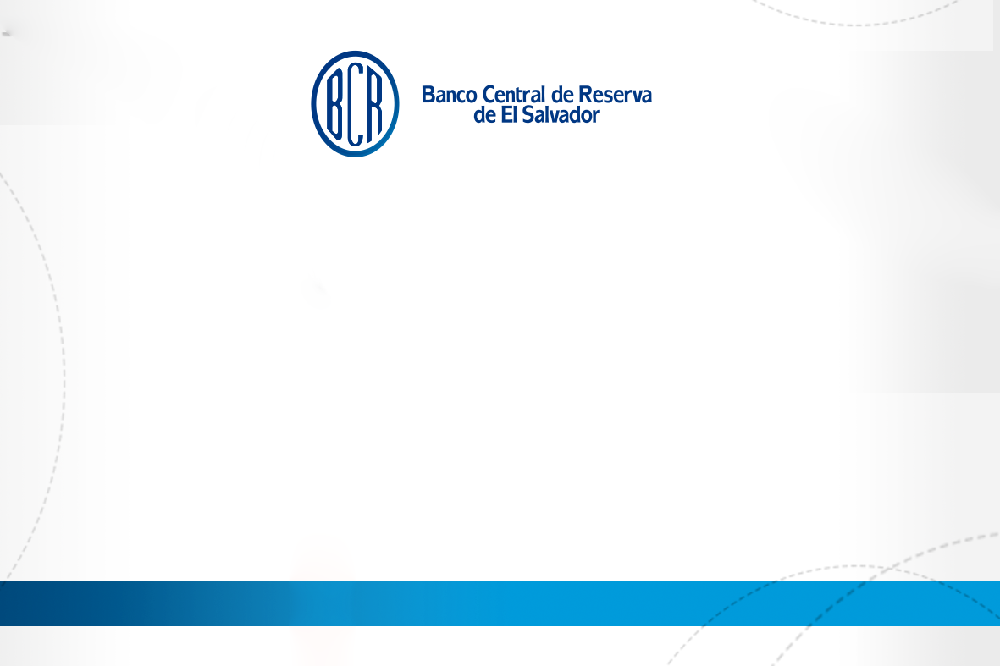 BCR
Banco Central de Reserva
de El Salvador